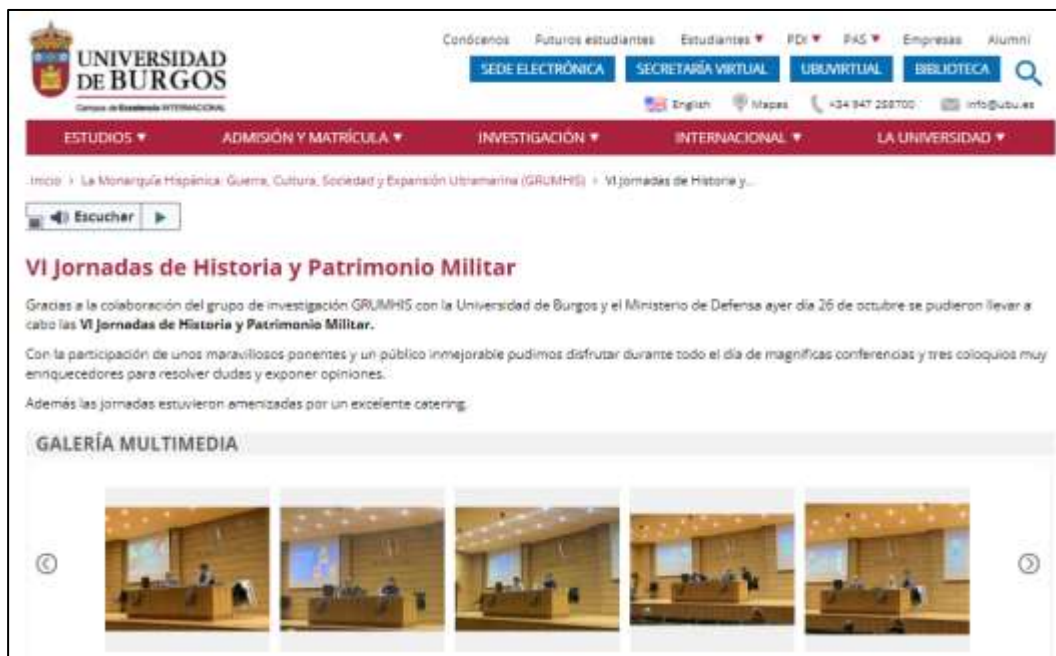 UNIVERSIDAD
DE BURGOS
Campus de Excelencia INTERNACIONAL
Conócenos Futuros estudiantes Estudiantes PDI PAS Empresas Alumni
SEDE ELECTRÓNICA SECRETARÍA VIRTUAL UBUVIRTUAL BIBLIOTECA
English Mapas +34 947 258700 info@ubu.es
ESTUDIOS ADMISIÓN Y MATRÍCULA INVESTIGACIÓN INTERNACIONAL LA UNIVERSIDAD
Inicio La Monarquía Hispánica: Guerra, Cultura, Sociedad y Expansión Ultramarina (GRUMHIS) VI Jornadas de Historia y...
Escuchar
VI Jornadas de Historia y Patrimonio Militar
Gracias a la colaboración del grupo de investigación GRUMHIS con la Universidad de Burgos y el Ministerio de Defensa ayer día 26 de octubre se pudieron llevar a
cabo las VI Jornadas de Historia y Patrimonio Militar.
Con la participación de unos maravillosos ponentes y un público inmejorable pudimos disfrutar durante todo el día de magníficas conferencias y tres coloquios muy
enriquecedores para resolver dudas y exponer opiniones.
Además las jornadas estuvieron amenizadas por un excelente catering.
GALERÍA MULTIMEDIA